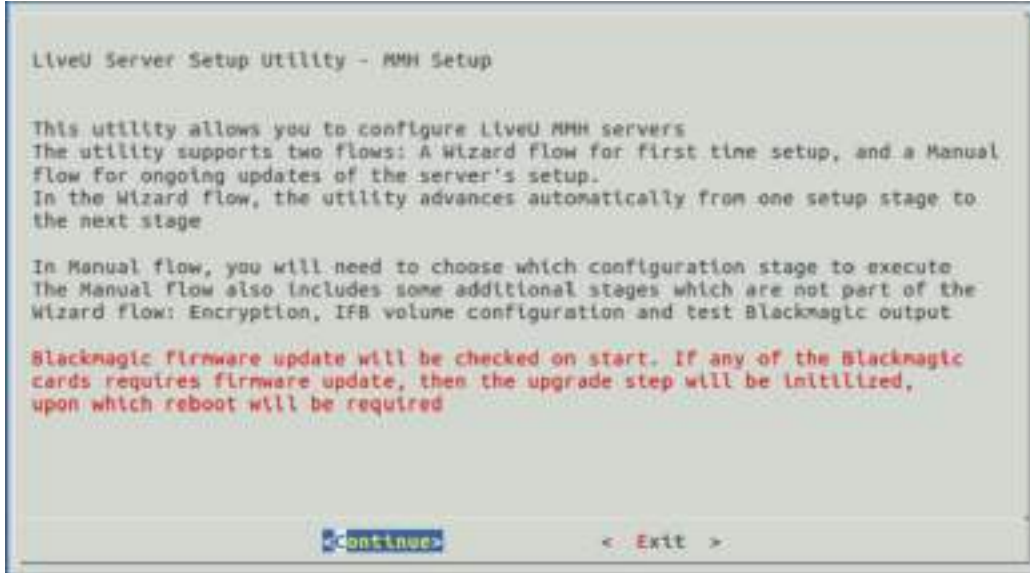 LiveU Server Setup Utility - MMH Setup
This utility allows you to configure LiveU MMH servers
The utility supports two flows: A Wizard flow for first time setup, and a Manual
flow for ongoing updates of the server's setup.
In the Wizard flow, the utility advances automatically from one setup stage to
the next stage
In Manual flow, you will need to choose which configuration stage to execute
The Manual flow also includes some additional stages which are not part of the
Wizard flow: Encryption, IFB volume configuration and test Blackmagic output
Blackmagic firmware update will be checked on start. If any of the Blackmagic
cards requires firmware update, then the upgrade step will be initilized,
upon which reboot will be required
<Continue> < Exit >